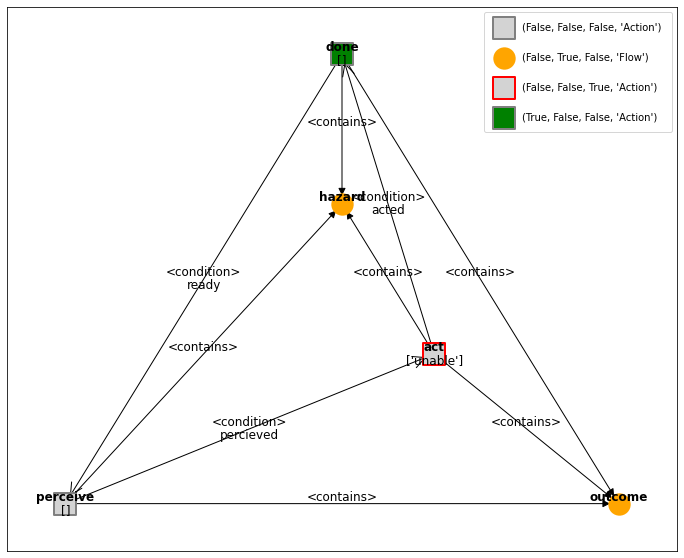 (False, False, False, 'Action')
(False, True, False, 'Flow')
(False, False, True, 'Action')
(True, False, False, 'Action')
done
[]
<contains>
hazard
<condition>
acted
<condition>
ready
<contains>
<contains>
<contains>
act
['unable']
<condition>
percieved
<contains>
perceive
[]
<contains>
outcome